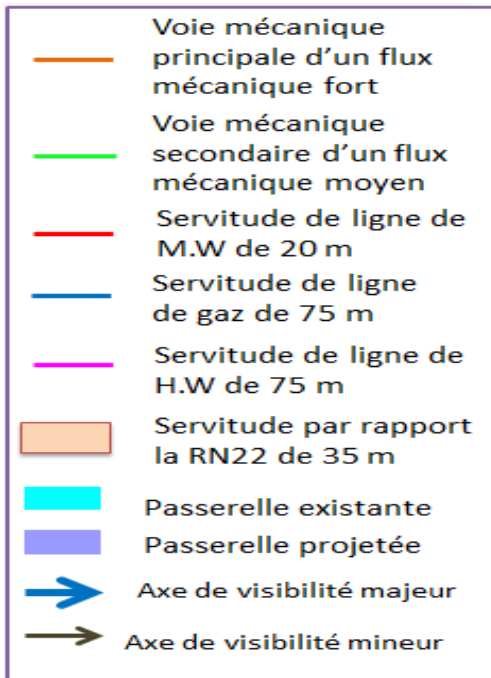 Voie mécanique
principale d'un flux
mécanique fort
Voie mécanique
secondaire d'un flux
mécanique moyen
Servitude de ligne de
M.W de 20 m
Servitude de ligne
de gaz de 75 m
Servitude de ligne de
H.W de 75 m
Servitude par rapport
la RN22 de 35 m
Passerelle existante
Passerelle projetée
Axe de visibilité majeur
Axe de visibilité mineur